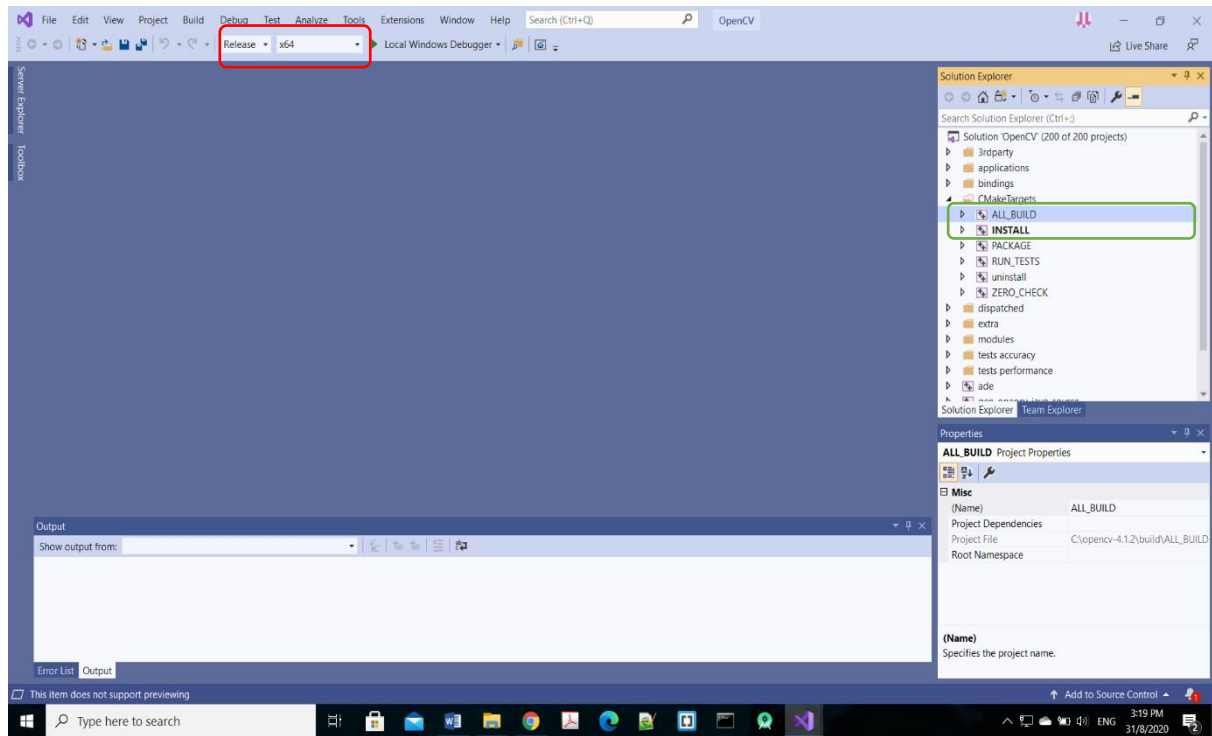 File Edit View Project Build Debug Test Analyze Tools Extensions Window Help Search (Ctrl+Q) OpenCV
Release x64 Local Windows Debugger Live Share
Server Explorer
Toolbox
Solution Explorer
Search Solution Explorer (Ctrl+;)
Solution 'OpenCV' (200 of 200 projects)
3rdparty
applications
bindings
CMakeTargets
ALL_BUILD
INSTALL
PACKAGE
RUN_TESTS
uninstall
ZERO_CHECK
dispatched
extra
modules
tests accuracy
tests performance
ade
Solution Explorer Team Explorer
Properties
ALL_BUILD Project Properties
Misc
(Name) ALL_BUILD
Project Dependencies
Project File C:\opencv-4.1.2\build\ALL_BUILD
Root Namespace
(Name)
Specifies the project name.
Output
Show output from:
Error List Output
This item does not support previewing Add to Source Control 1
Type here to search ENG 3:19 PM
31/8/2020 2